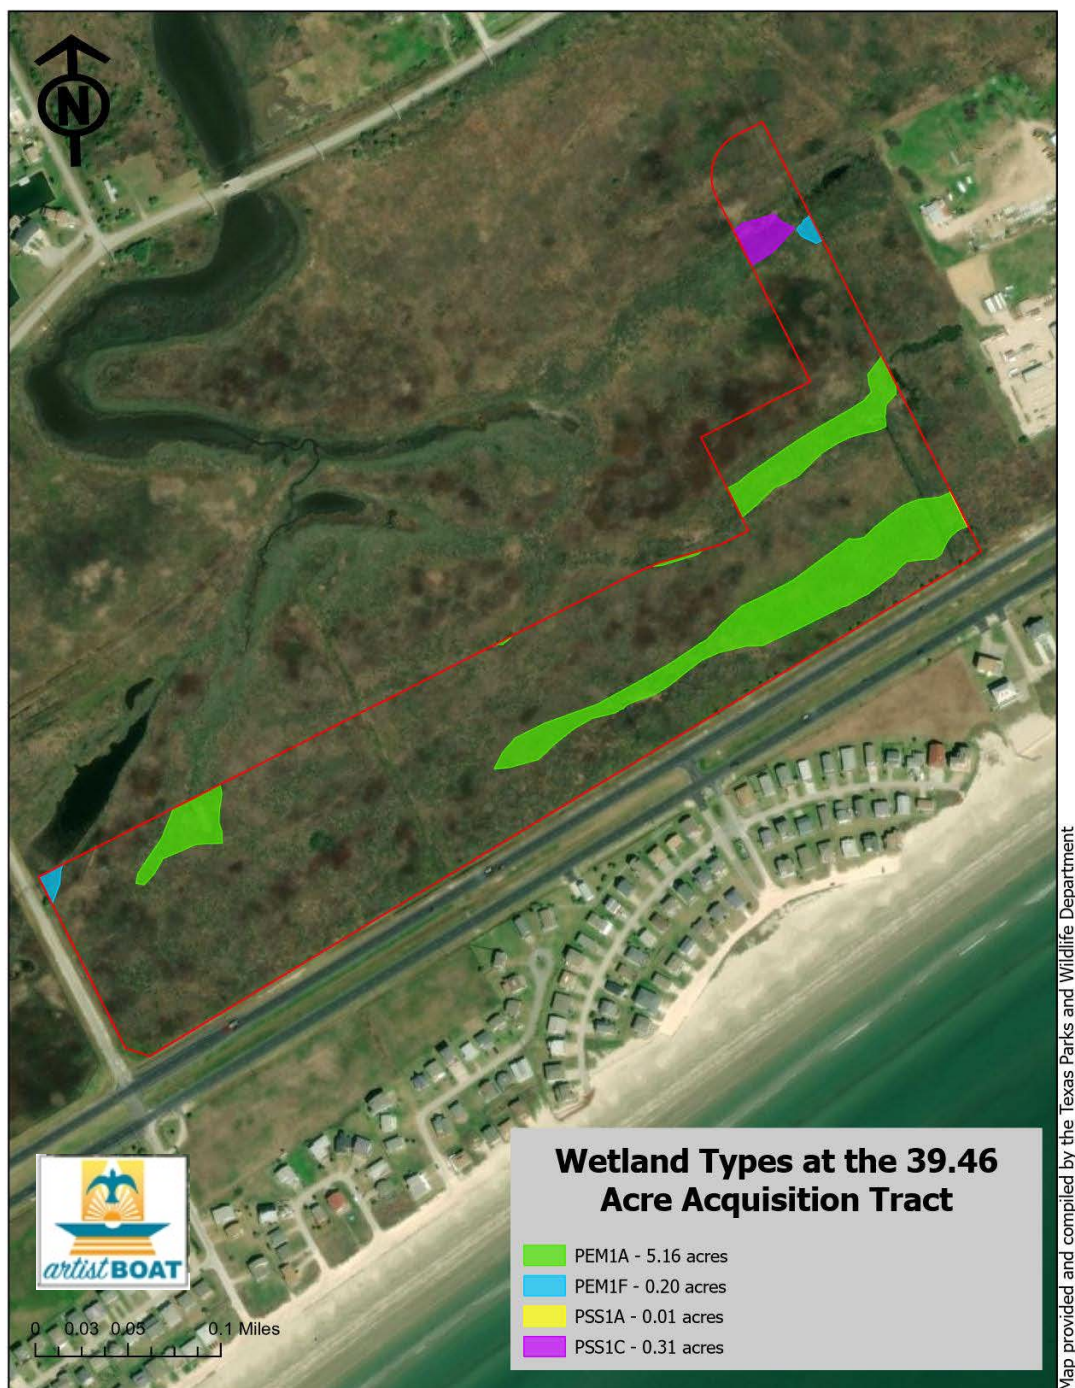 N
Wetland Types at the 39.46
Acre Acquisition Tract
PEM1A - 5.16 acres
PEM1F - 0.20 acres
PSS1A - 0.01 acres
PSS1C - 0.31 acres
artist BOAT
0 0.03 0.05 0.1 Miles
Map provided and compiled by the Texas Parks and Wildlife Department